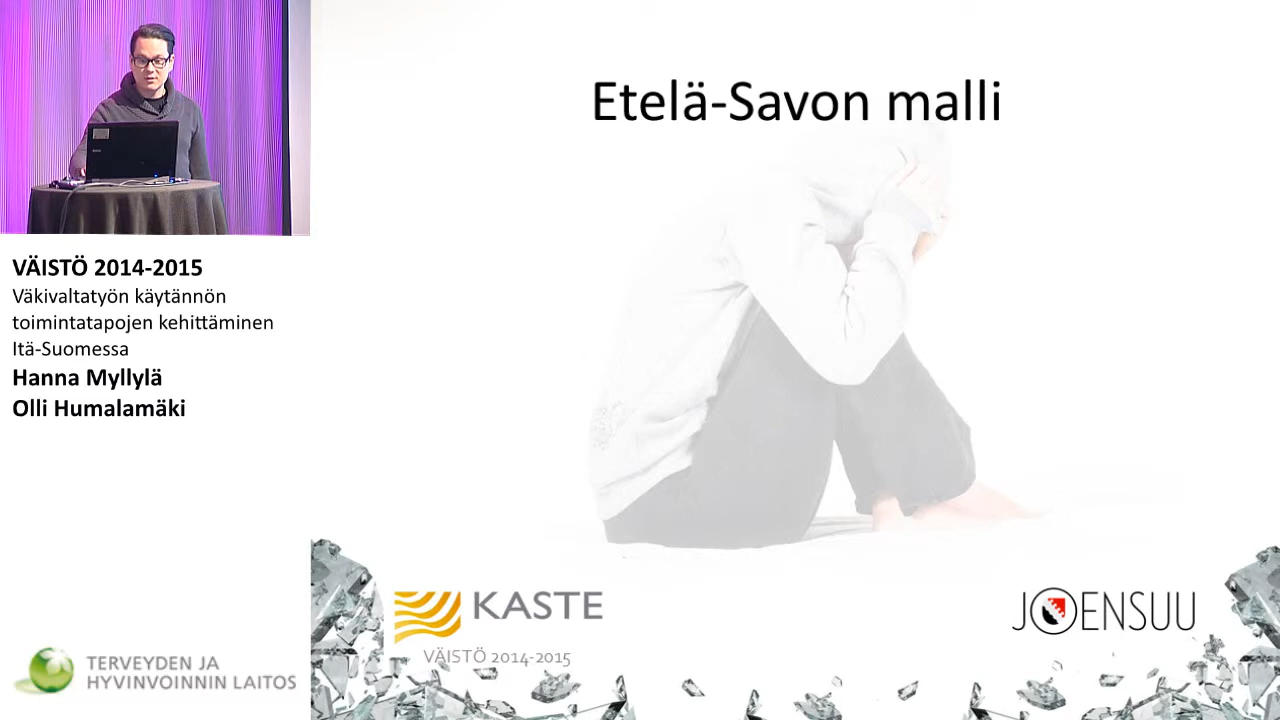 Etelä-Savon malli
VÄISTÖ 2014-2015
Väkivaltatyön käytännön
toimintatapojen kehittäminen
Itä-Suomessa
Hanna Myllylä
Olli Humalamäki
KASTE
VÄISTÖ 2014-2015
JOENSUU
TERVEYDEN JA
HYVINVOINNIN LAITOS